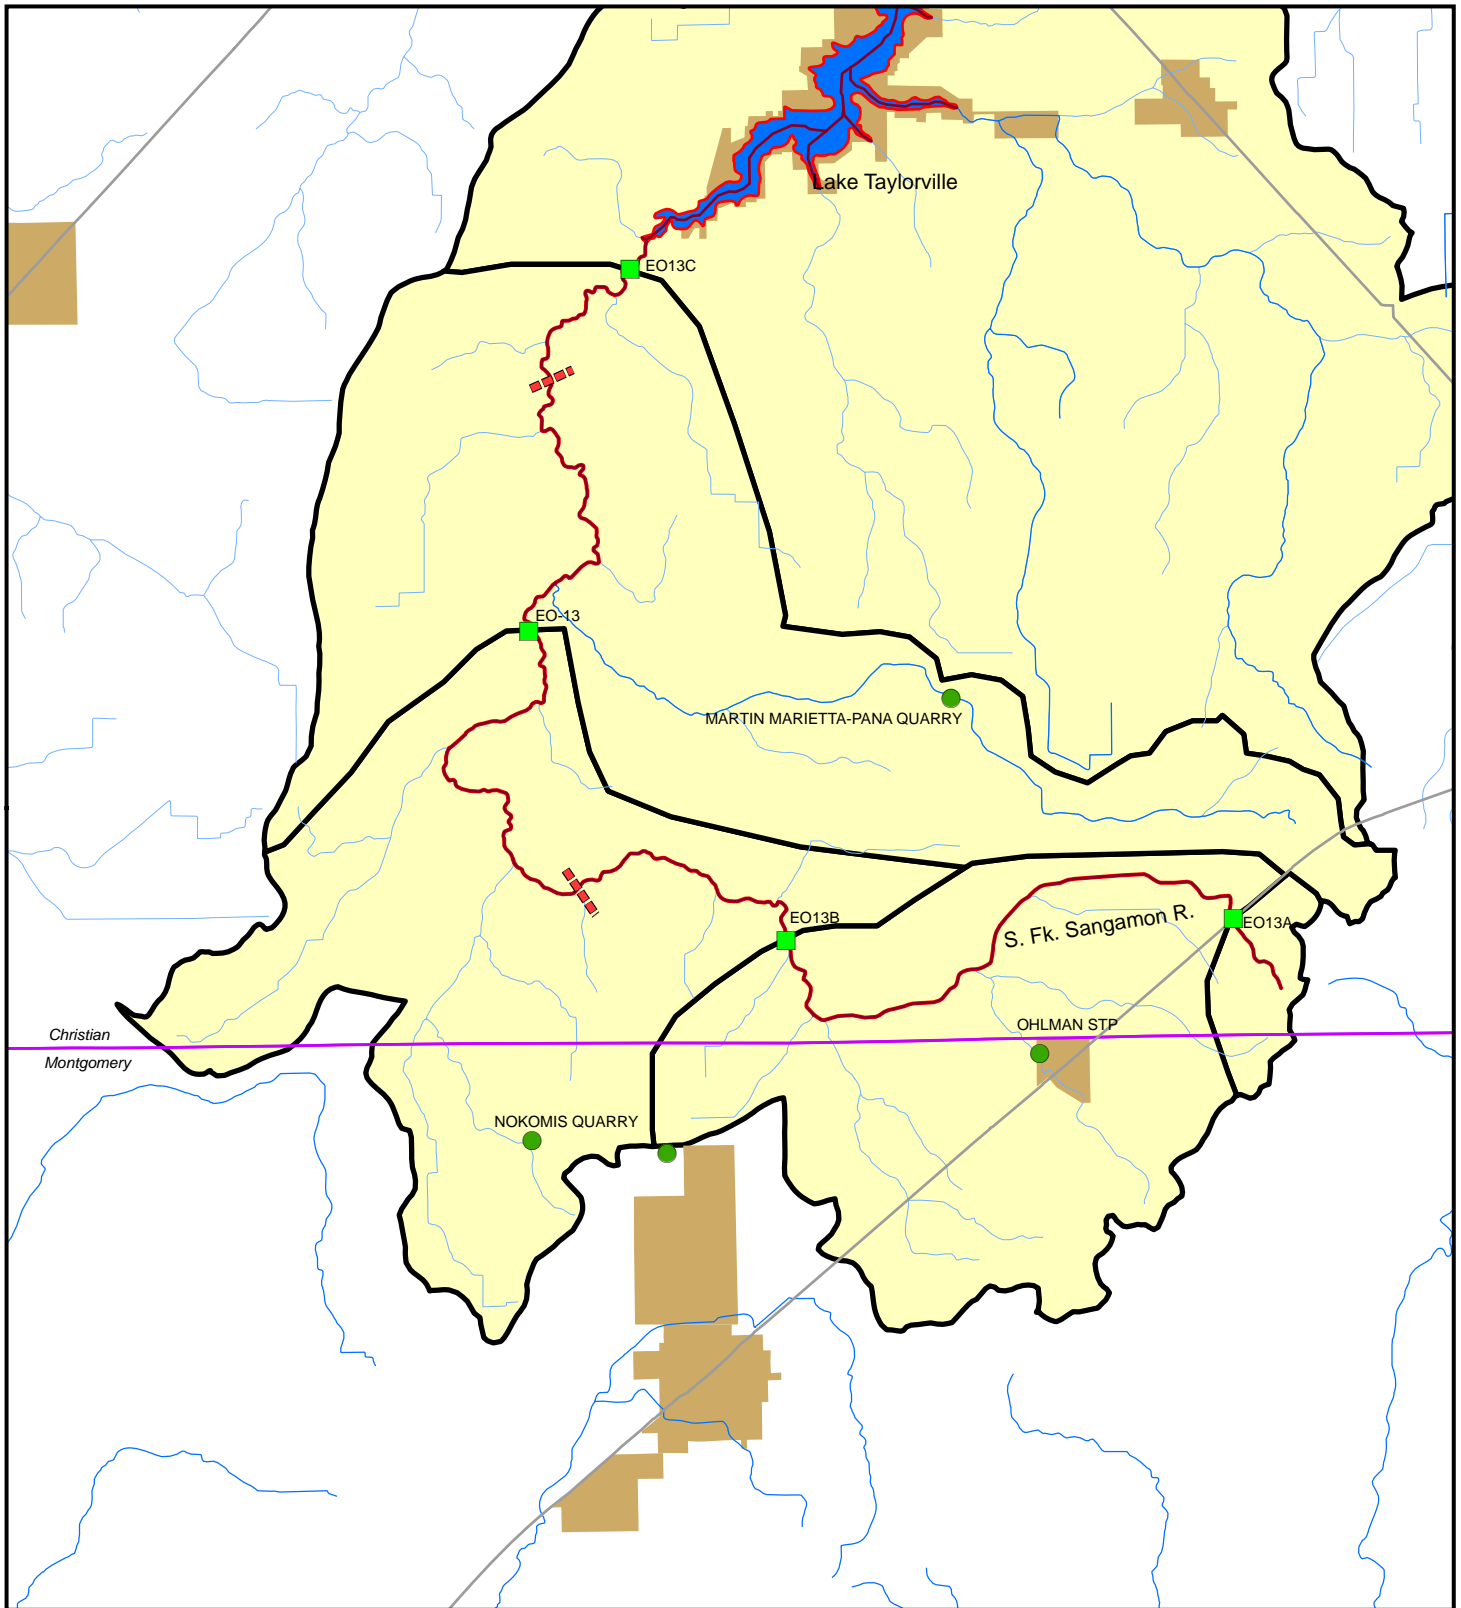 Lake Taylorville
EO13C
EO-13
MARTIN MARIETTA-PANA QUARRY
EO13B
S. Fk. Sangamon R.
EO13A
OHLMAN STP
Christian
Montgomery
NOKOMIS QUARRY